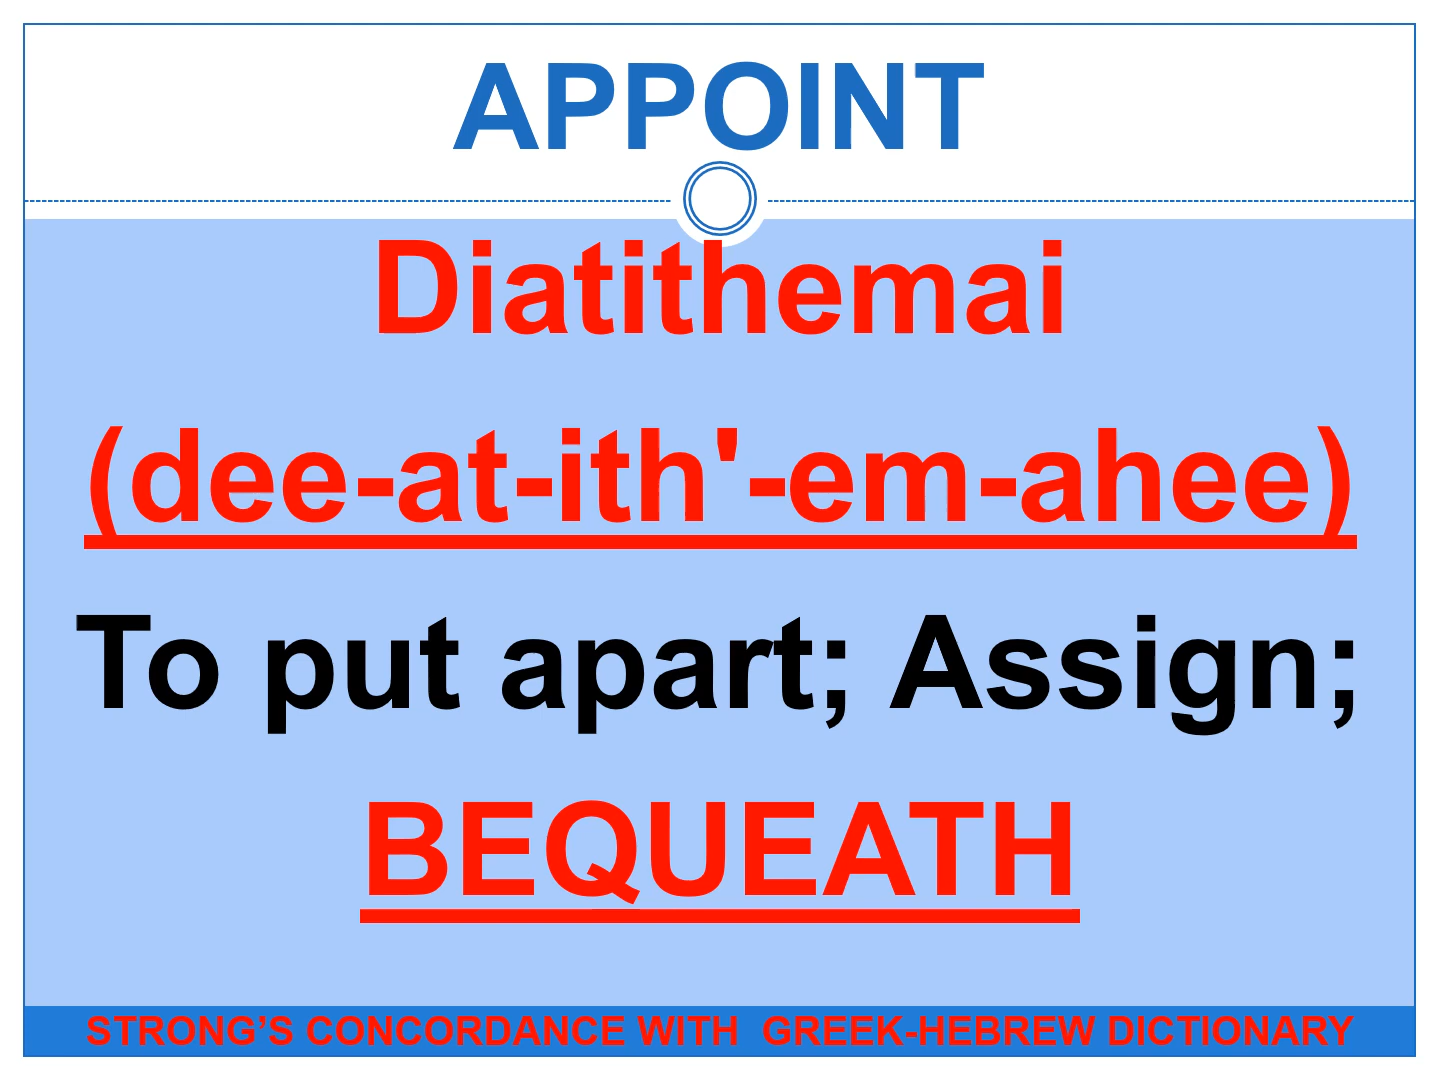 APPOINT
Diatithemai
(dee-at-ith'-em-ahee)
To put apart; Assign;
BEQUEATH
STRONG’S CONCORDANCE WITH GREEK-HEBREW DICTIONARY